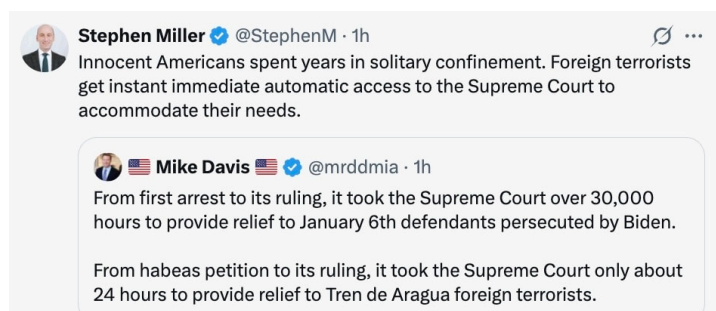 Stephen Miller @StephenM · 1h
Innocent Americans spent years in solitary confinement. Foreign terrorists
get instant immediate automatic access to the Supreme Court to
accommodate their needs.
🇺🇸 Mike Davis 🇺🇸 @mrddmia · 1h
From first arrest to its ruling, it took the Supreme Court over 30,000
hours to provide relief to January 6th defendants persecuted by Biden.
From habeas petition to its ruling, it took the Supreme Court only about
24 hours to provide relief to Tren de Aragua foreign terrorists.